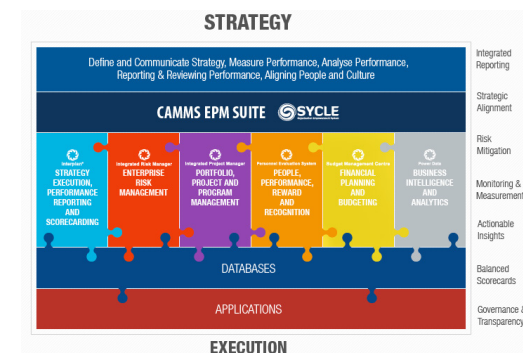 STRATEGY
Define and Communicate Strategy, Measure Performance, Analyse Performance,
Reporting & Reviewing Performance, Aligning People and Culture
CAMMS EPM SUITE SYCLE
Interplan®
STRATEGY
EXECUTION,
PERFORMANCE
REPORTING
AND
SCORECARDING
Integrated Risk Manager
ENTERPRISE
RISK
MANAGEMENT
Integrated Project Manager
PORTFOLIO,
PROJECT AND
PROGRAM
MANAGEMENT
Personnel Evaluation System
PEOPLE,
PERFORMANCE,
REWARD
AND
RECOGNITION
Budget Management Centre
FINANCIAL
PLANNING
AND
BUDGETING
BUSINESS
INTELLIGENCE
AND
ANALYTICS
DATABASES
APPLICATIONS
EXECUTION
Integrated
Reporting
Strategic
Alignment
Risk
Mitigation
Monitoring &
Measurement
Actionable
Insights
Balanced
Scorecards
Governance &
Transparency